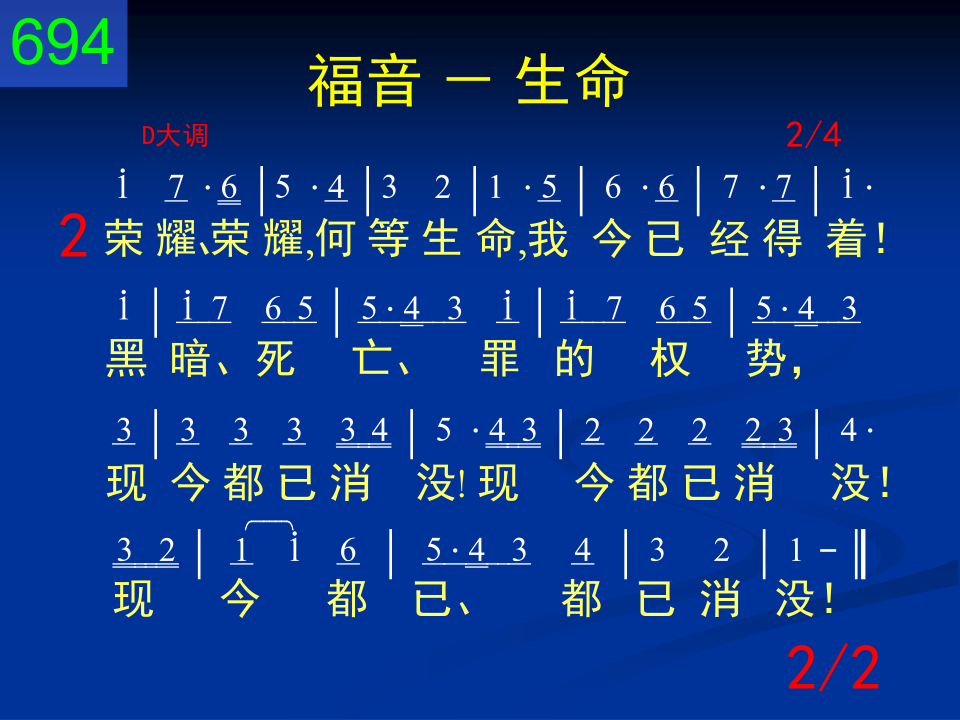 694
福音 － 生命
D大调 2/4
i̇ 7 · 6 | 5 · 4 | 3 2 | 1 · 5 | 6 · 6 | 7 · 7 | i̇ ·
2 荣 耀、荣 耀,何 等 生 命,我 今 已 经 得 着!
i̇ | i̇ 7 6 5 | 5 · 4 3 i̇ | i̇ 7 6 5 | 5 · 4 3
黑 暗、死 亡、 罪 的 权 势，
3 | 3 3 3 3 4 | 5 · 4 3 | 2 2 2 2 3 | 4 ·
现 今 都 已 消 没! 现 今 都 已 消 没!
3 2 | 1 i̇ 6 | 5 · 4 3 4 | 3 2 | 1 – ‖
现 今 都 已、 都 已 消 没!
2/2